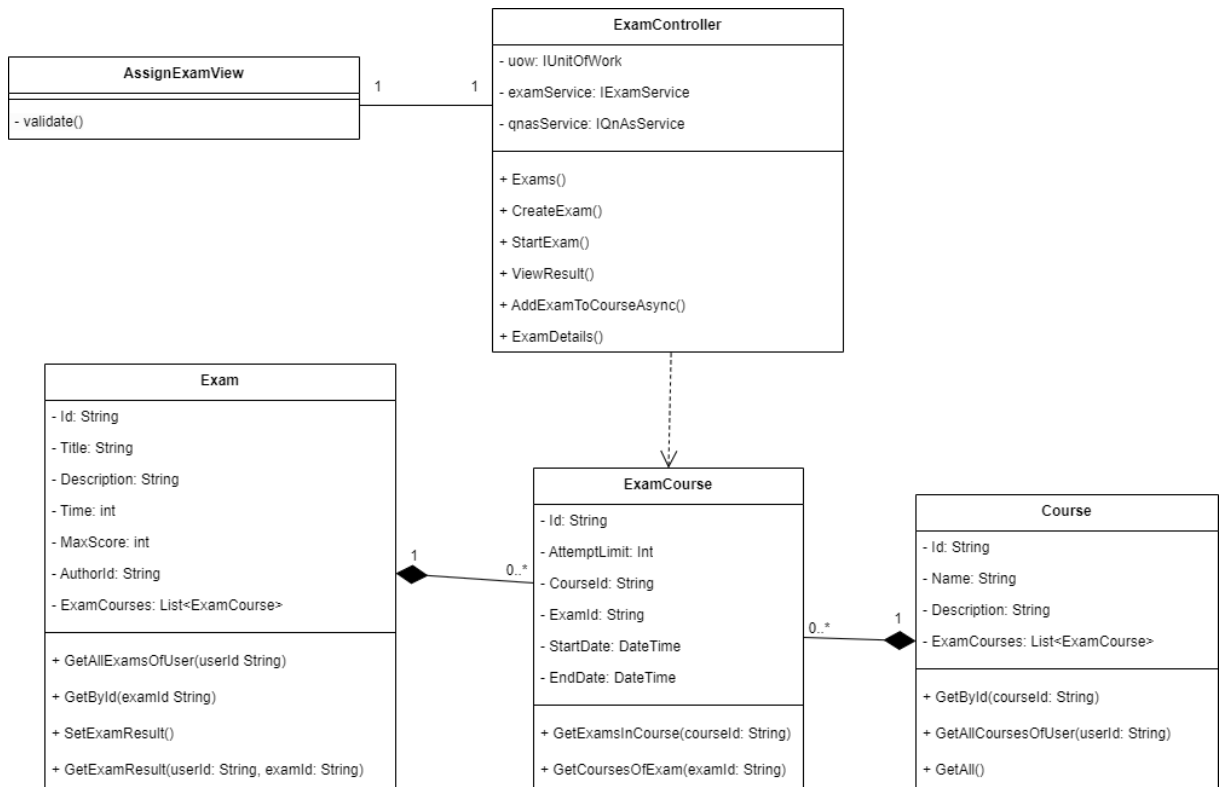 ExamController
- uow: IUnitOfWork
- examService: IExamService
- qnasService: IQnAsService
+ Exams()
+ CreateExam()
+ StartExam()
+ ViewResult()
+ AddExamToCourseAsync()
+ ExamDetails()
AssignExamView
- validate()
1
1
Exam
- Id: String
- Title: String
- Description: String
- Time: int
- MaxScore: int
- AuthorId: String
- ExamCourses: List<ExamCourse>
+ GetAllExamsOfUser(userId String)
+ GetById(examId String)
+ SetExamResult()
+ GetExamResult(userId: String, examId: String)
1
0..*
ExamCourse
- Id: String
- AttemptLimit: Int
- CourseId: String
- ExamId: String
- StartDate: DateTime
- EndDate: DateTime
+ GetExamsInCourse(courseId: String)
+ GetCoursesOfExam(examId: String)
0..*
1
Course
- Id: String
- Name: String
- Description: String
- ExamCourses: List<ExamCourse>
+ GetById(courseId: String)
+ GetAllCoursesOfUser(userId: String)
+ GetAll()